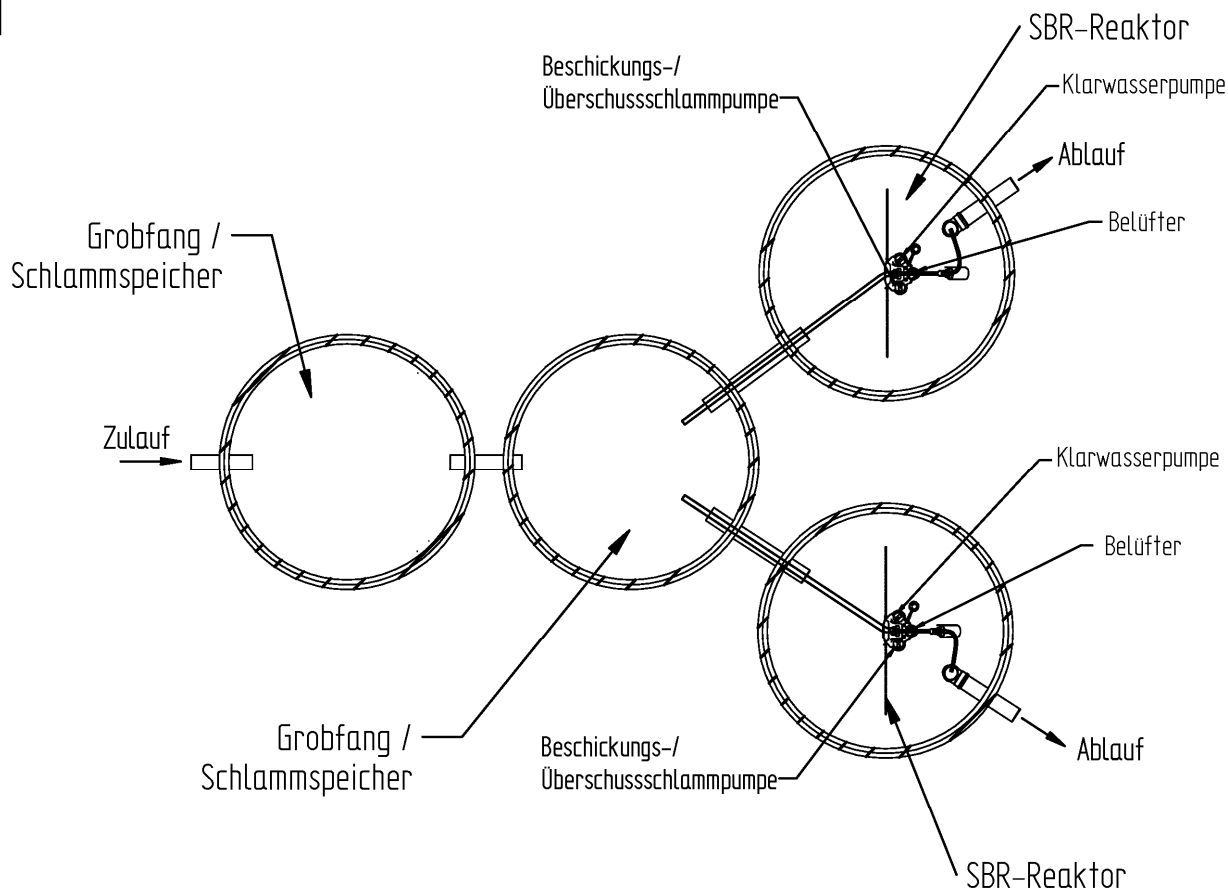 SBR-Reaktor
Beschickungs-/
Überschussschlammpumpe
Klarwasserpumpe
Ablauf
Belüfter
Grobfang /
Schlammspeicher
Zulauf
Klarwasserpumpe
Belüfter
Grobfang /
Schlammspeicher
Beschickungs-/
Überschussschlammpumpe
Ablauf
SBR-Reaktor